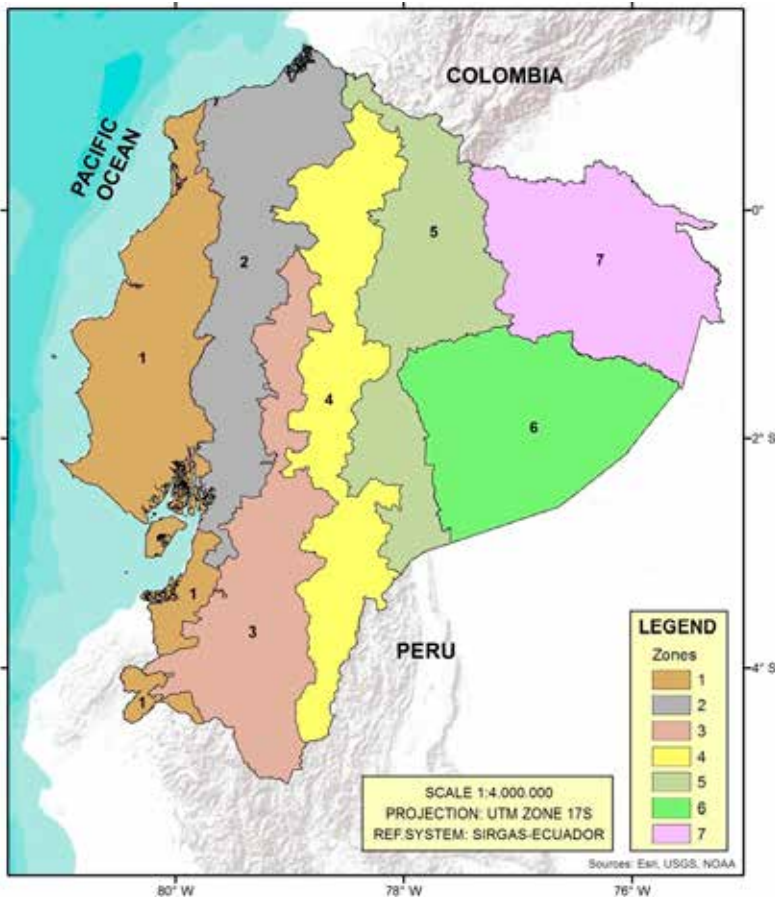 COLOMBIA
PACIFIC
OCEAN
0°
5
7
2
1
4
6
2° S
1
3
PERU
4° S
1
LEGEND
Zones
1
2
3
4
5
6
7
SCALE 1:4.000.000
PROJECTION: UTM ZONE 17S
REF.SYSTEM: SIRGAS-ECUADOR
Sources: Esri, USGS, NOAA
80° W
78° W
76° W